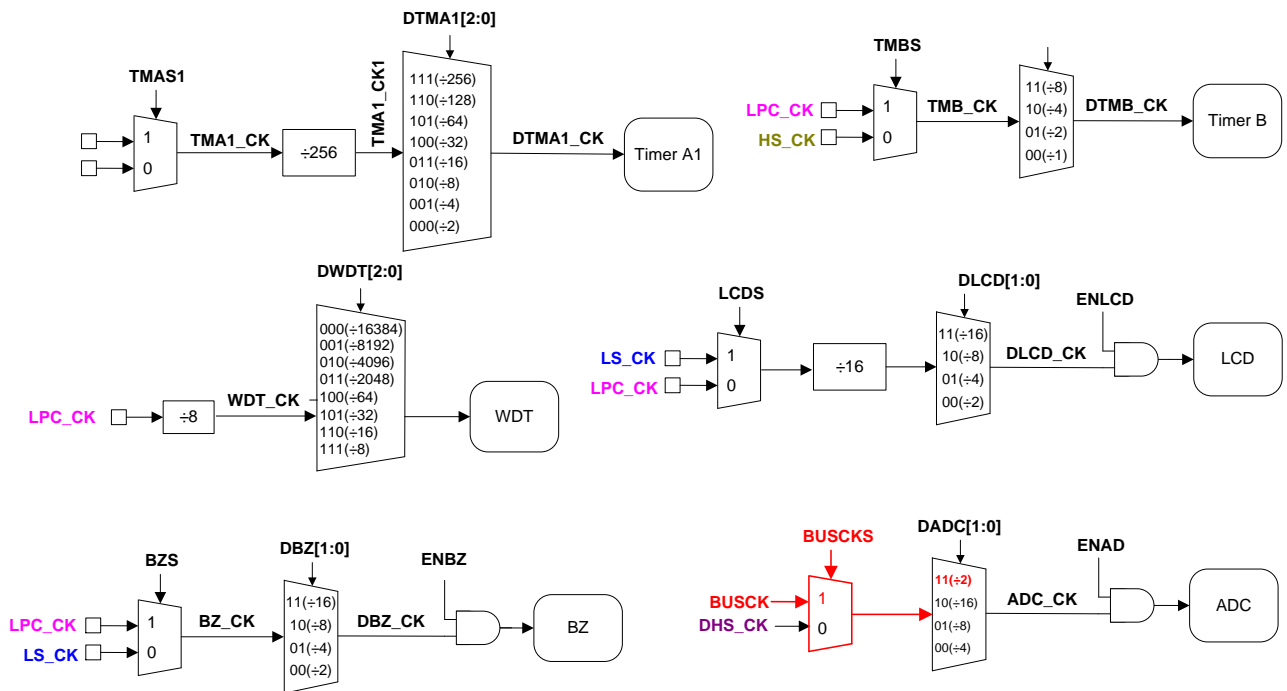 DTMA1[2:0]
TMAS1
1
0
TMA1_CK
÷256
TMA1_CK1
111(÷256)
110(÷128)
101(÷64)
100(÷32)
011(÷16)
010(÷8)
001(÷4)
000(÷2)
DTMA1_CK
Timer A1
TMBS
LPC_CK
HS_CK
1
0
TMB_CK
11(÷8)
10(÷4)
01(÷2)
00(÷1)
DTMB_CK
Timer B
DWDT[2:0]
LPC_CK
÷8
WDT_CK
000(÷16384)
001(÷8192)
010(÷4096)
011(÷2048)
100(÷64)
101(÷32)
110(÷16)
111(÷8)
WDT
LCDS
LS_CK
LPC_CK
1
0
÷16
DLCD[1:0]
11(÷16)
10(÷8)
01(÷4)
00(÷2)
DLCD_CK
ENLCD
LCD
BZS
LPC_CK
LS_CK
1
0
BZ_CK
DBZ[1:0]
11(÷16)
10(÷8)
01(÷4)
00(÷2)
DBZ_CK
ENBZ
BZ
BUSCKS
BUSCK
DHS_CK
1
0
DADC[1:0]
11(÷2)
10(÷16)
01(÷8)
00(÷4)
ADC_CK
ENAD
ADC